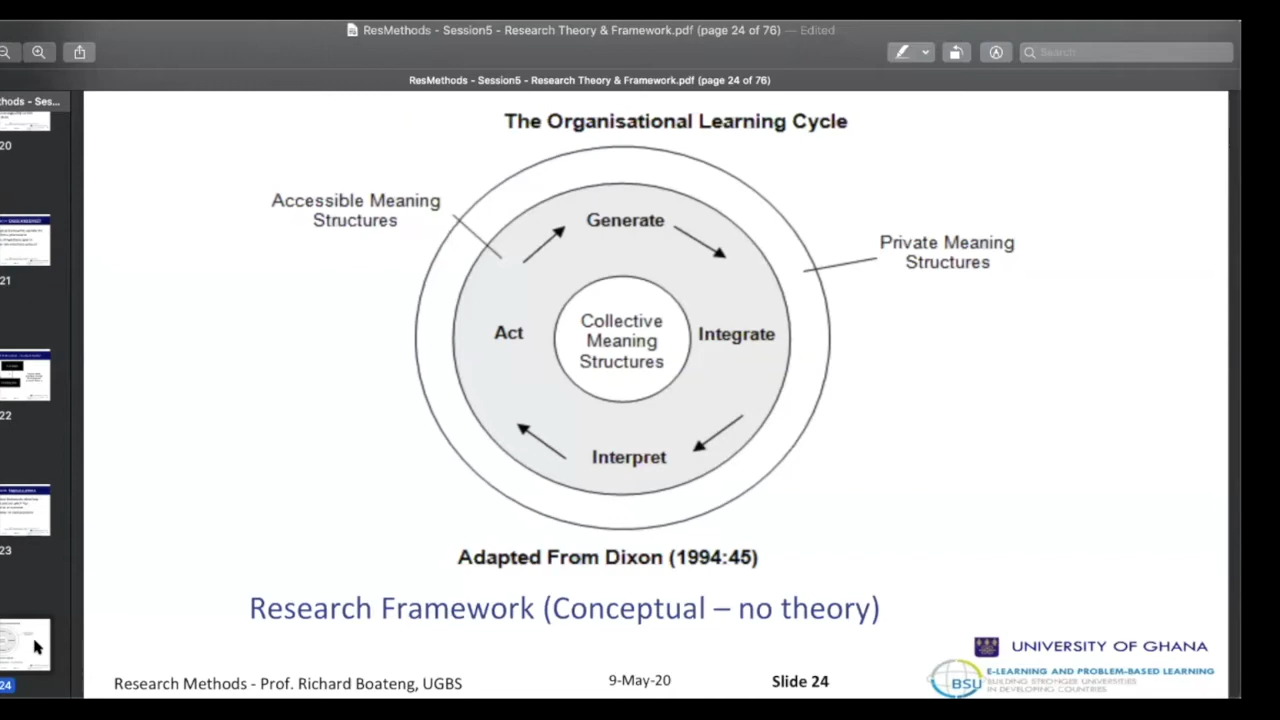 ResMethods - Session5 - Research Theory & Framework.pdf (page 24 of 76) — Edited
Search
ResMethods - Session5 - Research Theory & Framework.pdf (page 24 of 76)
thods - Ses...
20
21
22
23
24
The Organisational Learning Cycle
Accessible Meaning
Structures
Generate
Private Meaning
Structures
Act
Collective
Meaning
Structures
Integrate
Interpret
Adapted From Dixon (1994:45)
Research Framework (Conceptual – no theory)
UNIVERSITY OF GHANA
BSU
E-LEARNING AND PROBLEM-BASED LEARNING
BUILDING STRONGER UNIVERSITIES
IN DEVELOPING COUNTRIES
Research Methods - Prof. Richard Boateng, UGBS
9-May-20
Slide 24